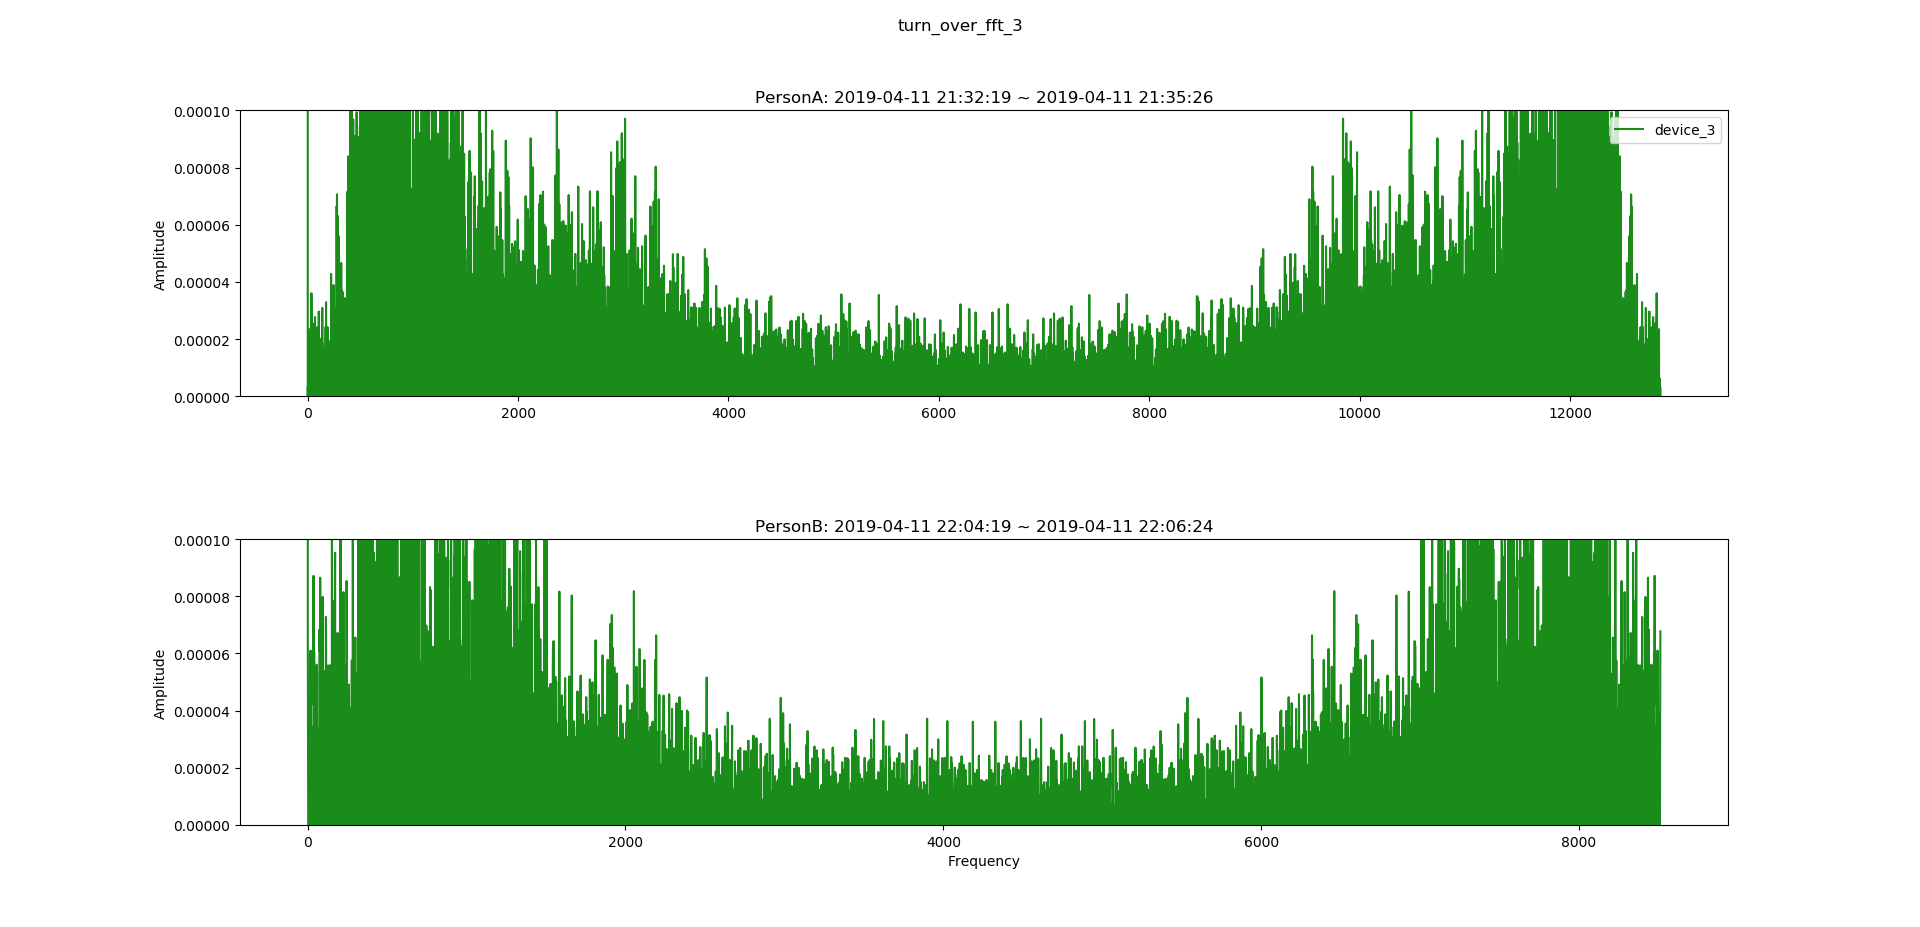 turn_over_fft_3
PersonA: 2019-04-11 21:32:19 ~ 2019-04-11 21:35:26
0.00010
0.00008
0.00006
0.00004
0.00002
0.00000
Amplitude
device_3
0 2000 4000 6000 8000 10000 12000
PersonB: 2019-04-11 22:04:19 ~ 2019-04-11 22:06:24
0.00010
0.00008
0.00006
0.00004
0.00002
0.00000
Amplitude
0 2000 4000 6000 8000
Frequency